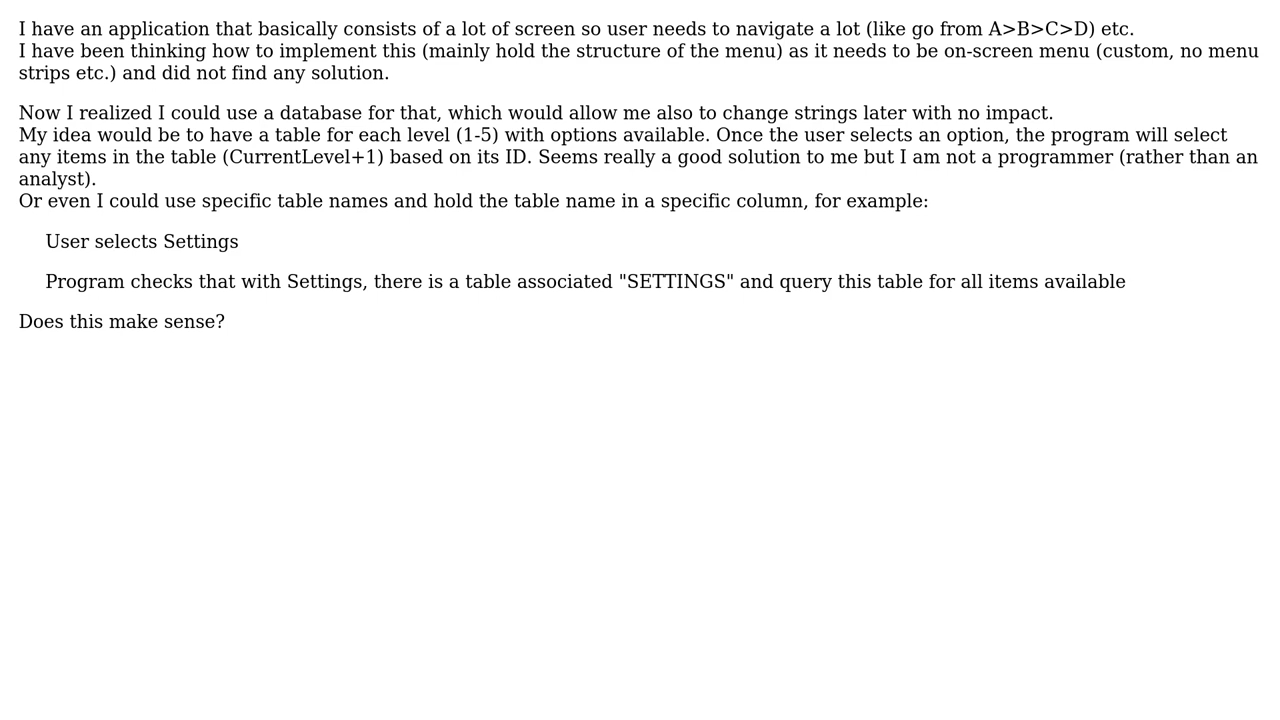 I have an application that basically consists of a lot of screen so user needs to navigate a lot (like go from A>B>C>D) etc.
I have been thinking how to implement this (mainly hold the structure of the menu) as it needs to be on-screen menu (custom, no menu
strips etc.) and did not find any solution.
Now I realized I could use a database for that, which would allow me also to change strings later with no impact.
My idea would be to have a table for each level (1-5) with options available. Once the user selects an option, the program will select
any items in the table (CurrentLevel+1) based on its ID. Seems really a good solution to me but I am not a programmer (rather than an
analyst).
Or even I could use specific table names and hold the table name in a specific column, for example:
User selects Settings
Program checks that with Settings, there is a table associated "SETTINGS" and query this table for all items available
Does this make sense?